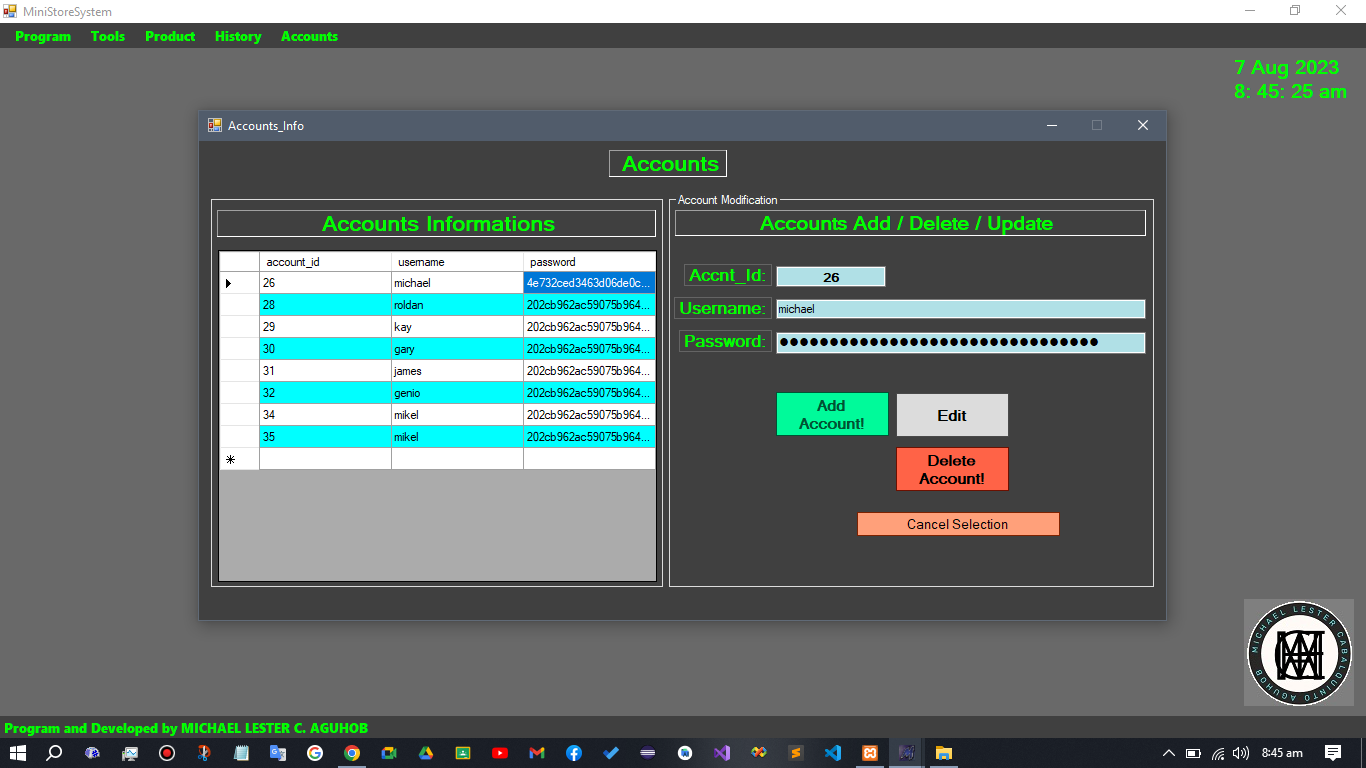 MiniStoreSystem
Program Tools Product History Accounts
7 Aug 2023
8: 45: 25 am
Accounts_Info
Accounts
Accounts Informations
account_id username password
26 michael 4e732ced3463d06de0c...
28 roldan 202cb962ac59075b964...
29 kay 202cb962ac59075b964...
30 gary 202cb962ac59075b964...
31 james 202cb962ac59075b964...
32 genio 202cb962ac59075b964...
34 mikel 202cb962ac59075b964...
35 mikel 202cb962ac59075b964...
Account Modification
Accounts Add / Delete / Update
Accnt_Id: 26
Username: michael
Password: ●●●●●●●●●●●●●●●●●●●●●●●●●●●●●●●●
Add
Account!
Edit
Delete
Account!
Cancel Selection
MICHAEL LESTER CABALQUINTO AGUHOB
Program and Developed by MICHAEL LESTER C. AGUHOB
8:45 am